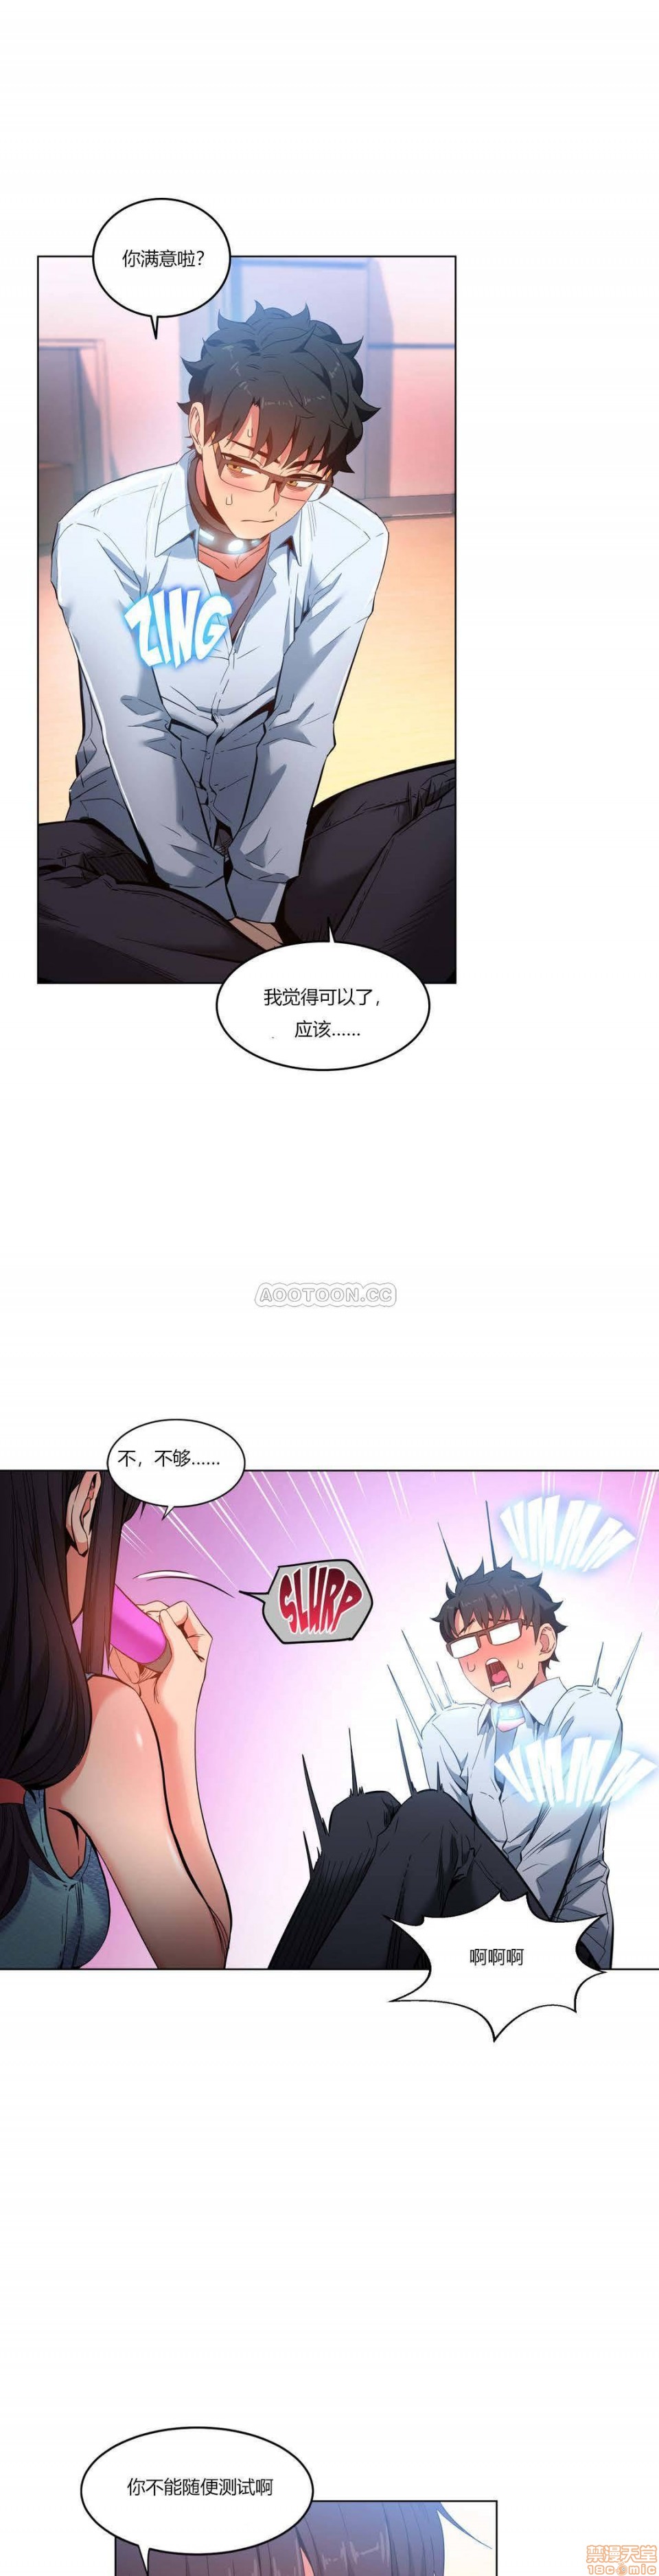 你满意啦?
ZING
我觉得可以了,
应该......
AOOTOON.CC
不, 不够......
VMMM
SLURP
VMMM
啊啊啊
你不能随便测试啊
禁漫天堂
18comic